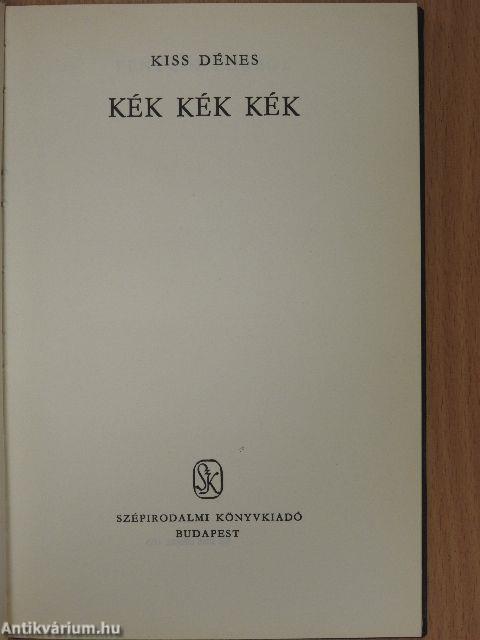 KISS DÉNES
KÉK KÉK KÉK
SZK
SZÉPIRODALMI KÖNYVKIADÓ
BUDAPEST
Antikvárium.hu